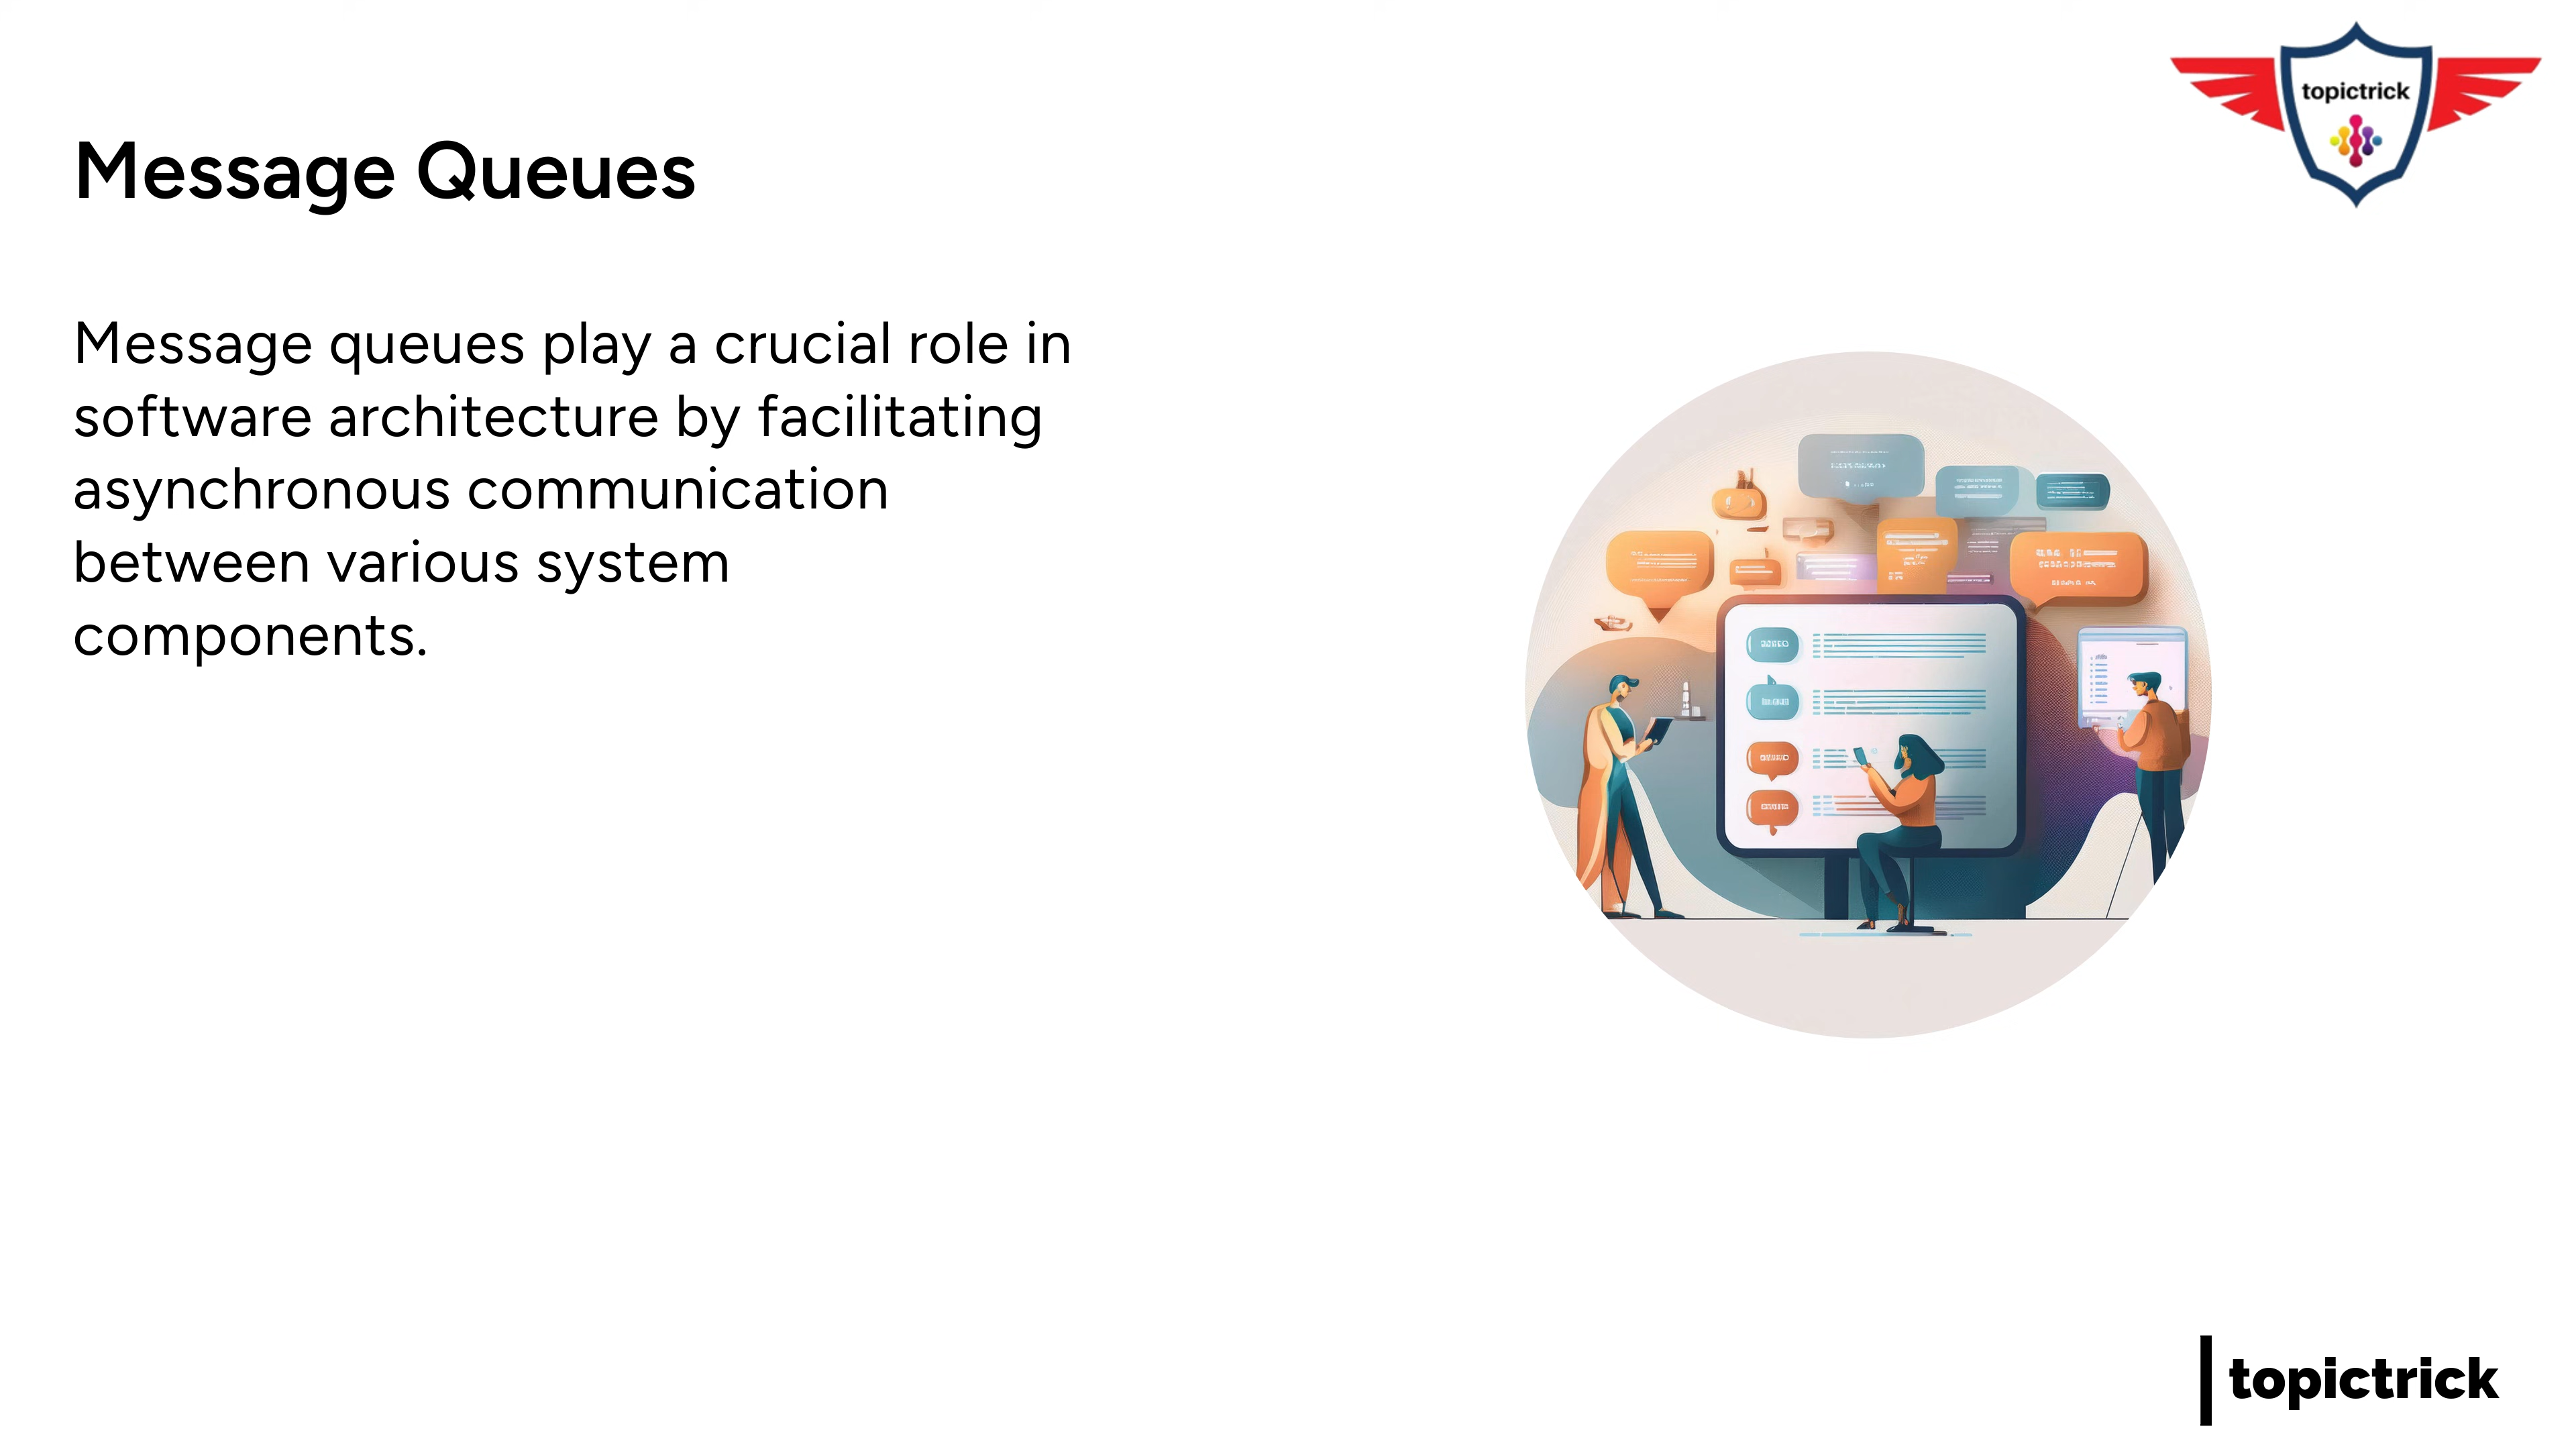 topictrick
Message Queues
Message queues play a crucial role in
software architecture by facilitating
asynchronous communication
between various system
components.
topictrick